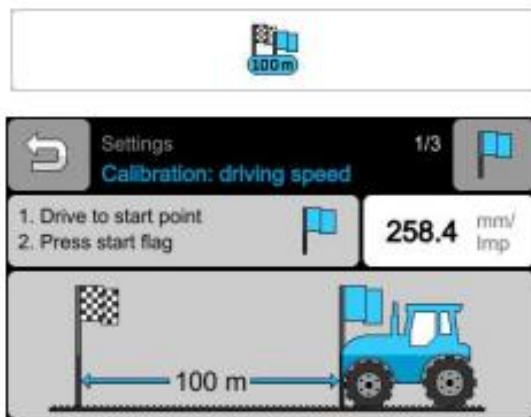 100 m
Settings
1/3
Calibration: driving speed
1. Drive to start point
2. Press start flag
258.4
mm/
Imp
100 m